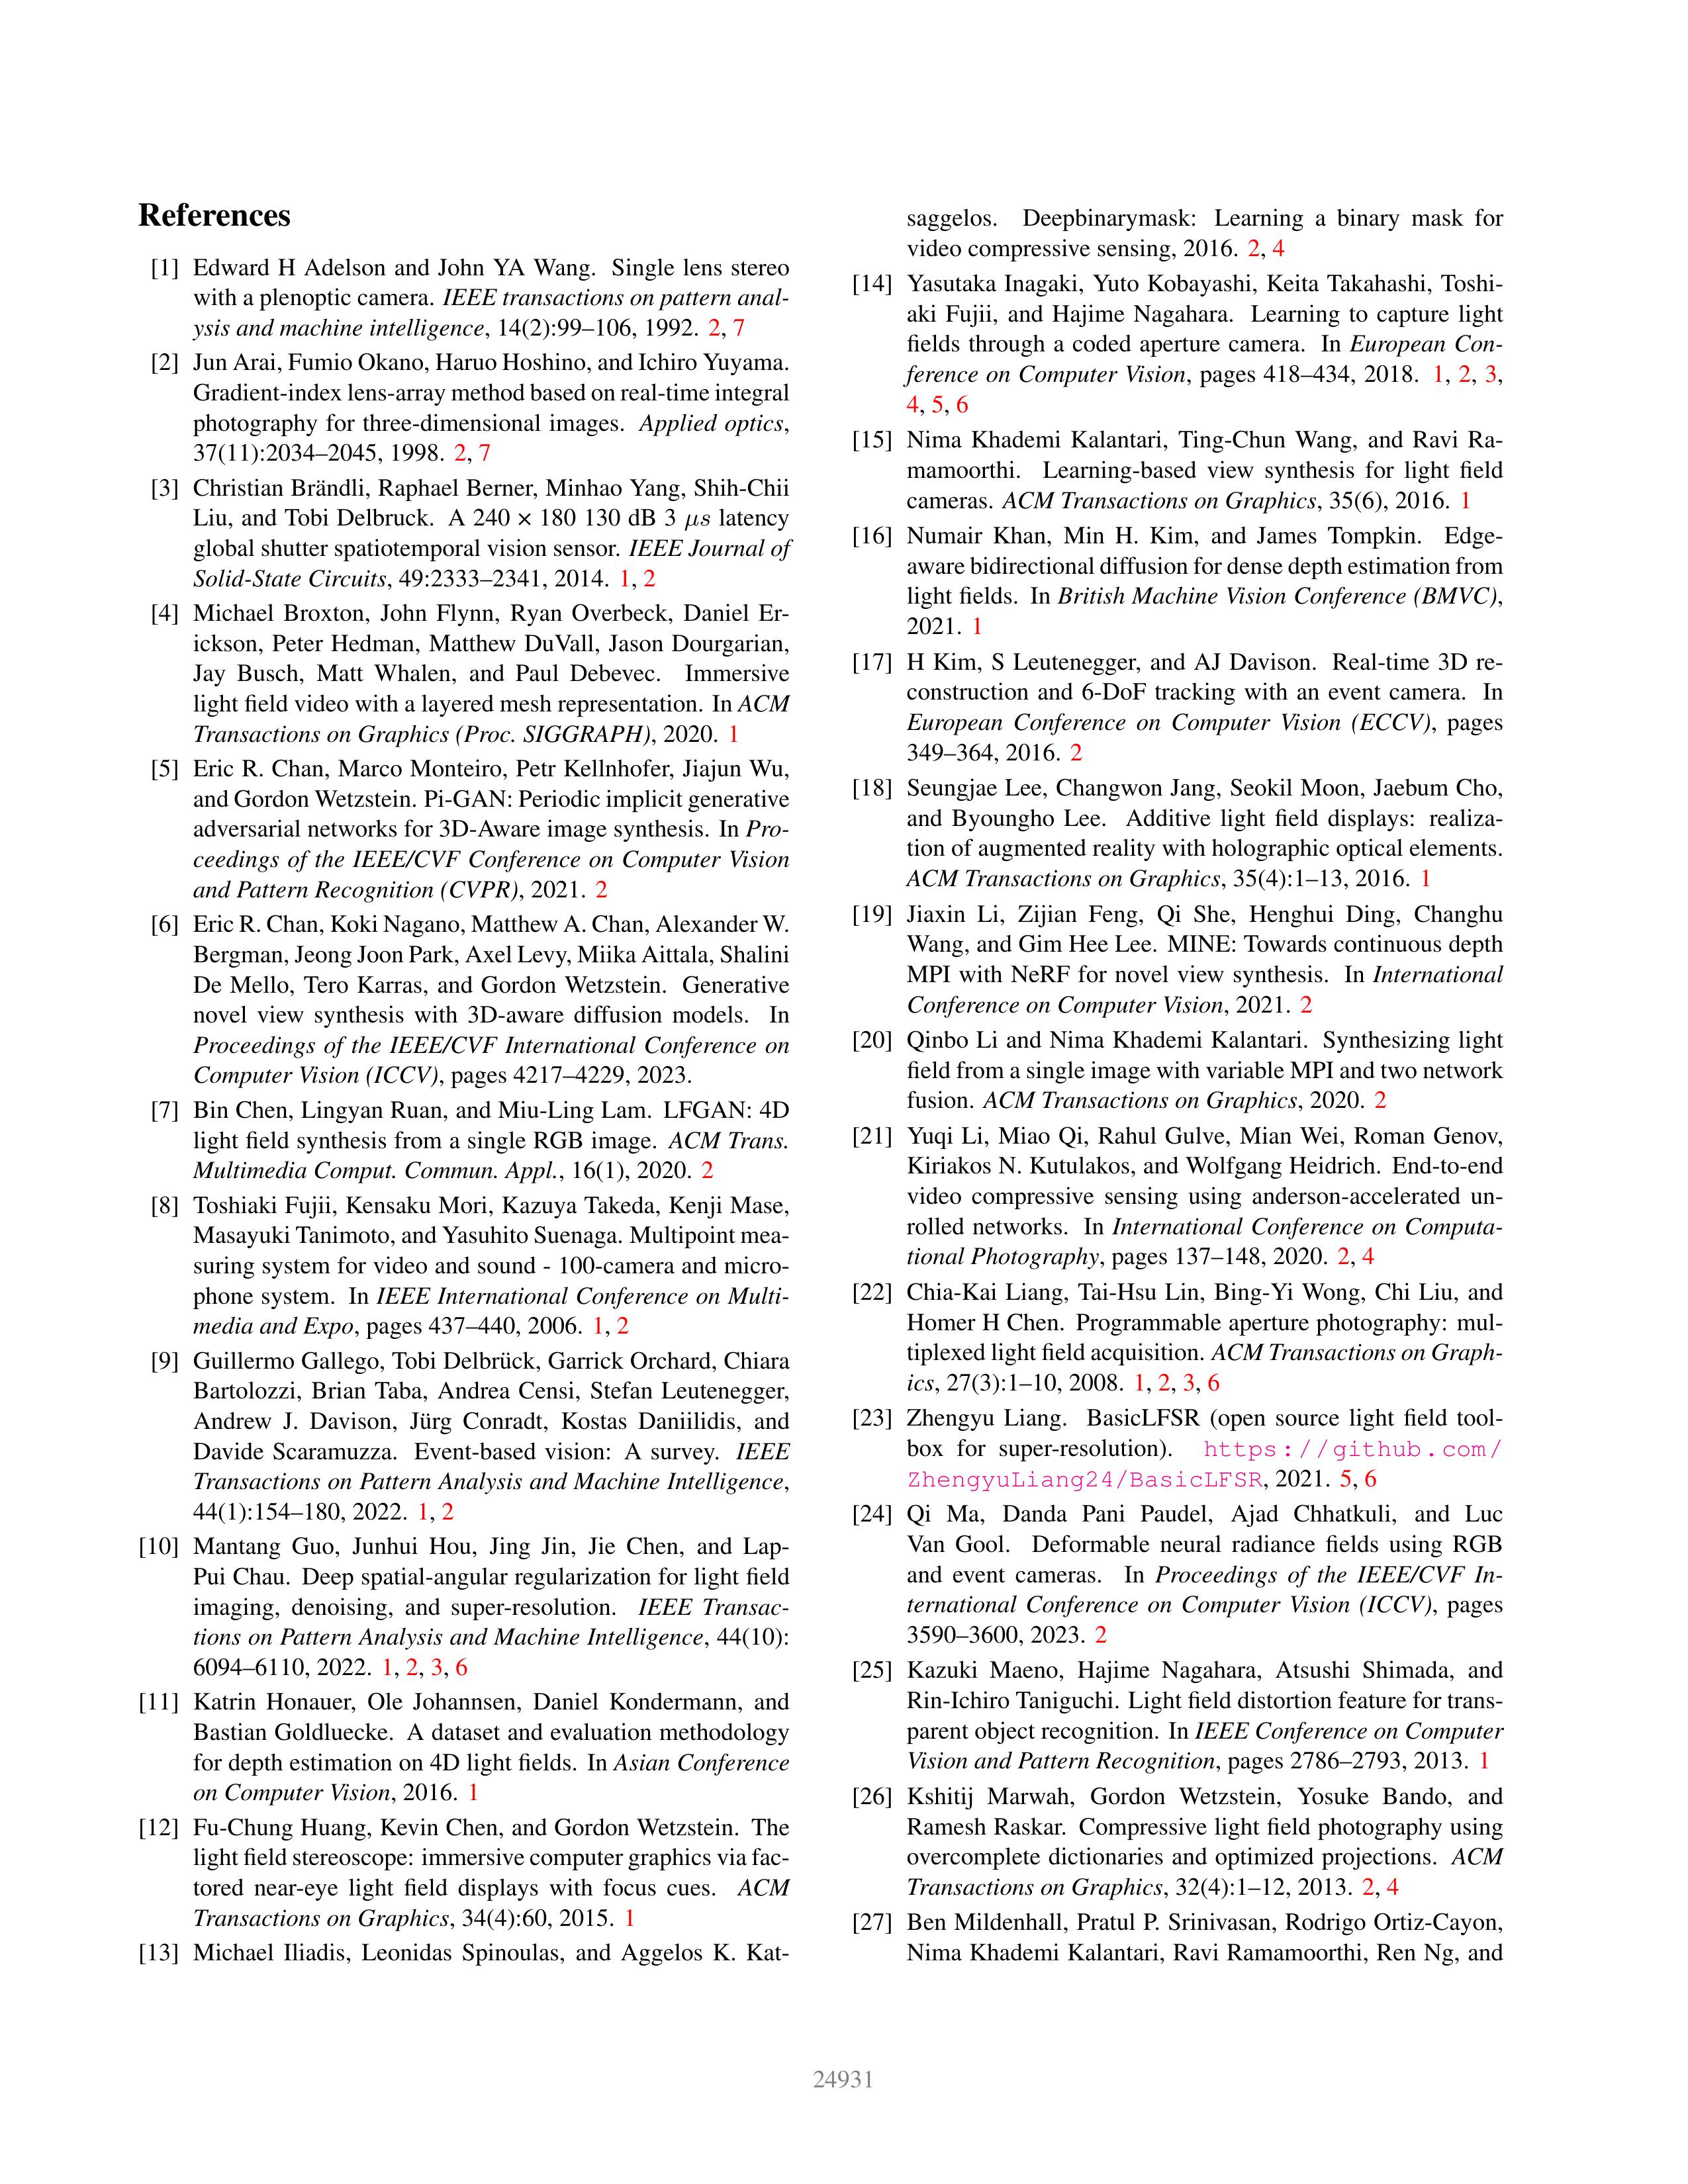 References
[1] Edward H Adelson and John YA Wang. Single lens stereo
with a plenoptic camera. IEEE transactions on pattern anal-
ysis and machine intelligence, 14(2):99–106, 1992. 2, 7
[2] Jun Arai, Fumio Okano, Haruo Hoshino, and Ichiro Yuyama.
Gradient-index lens-array method based on real-time integral
photography for three-dimensional images. Applied optics,
37(11):2034–2045, 1998. 2, 7
[3] Christian Brändli, Raphael Berner, Minhao Yang, Shih-Chii
Liu, and Tobi Delbruck. A 240 × 180 130 dB 3 μs latency
global shutter spatiotemporal vision sensor. IEEE Journal of
Solid-State Circuits, 49:2333–2341, 2014. 1, 2
[4] Michael Broxton, John Flynn, Ryan Overbeck, Daniel Er-
ickson, Peter Hedman, Matthew DuVall, Jason Dourgarian,
Jay Busch, Matt Whalen, and Paul Debevec. Immersive
light field video with a layered mesh representation. In ACM
Transactions on Graphics (Proc. SIGGRAPH), 2020. 1
[5] Eric R. Chan, Marco Monteiro, Petr Kellnhofer, Jiajun Wu,
and Gordon Wetzstein. Pi-GAN: Periodic implicit generative
adversarial networks for 3D-Aware image synthesis. In Pro-
ceedings of the IEEE/CVF Conference on Computer Vision
and Pattern Recognition (CVPR), 2021. 2
[6] Eric R. Chan, Koki Nagano, Matthew A. Chan, Alexander W.
Bergman, Jeong Joon Park, Axel Levy, Miika Aittala, Shalini
De Mello, Tero Karras, and Gordon Wetzstein. Generative
novel view synthesis with 3D-aware diffusion models. In
Proceedings of the IEEE/CVF International Conference on
Computer Vision (ICCV), pages 4217–4229, 2023.
[7] Bin Chen, Lingyan Ruan, and Miu-Ling Lam. LFGAN: 4D
light field synthesis from a single RGB image. ACM Trans.
Multimedia Comput. Commun. Appl., 16(1), 2020. 2
[8] Toshiaki Fujii, Kensaku Mori, Kazuya Takeda, Kenji Mase,
Masayuki Tanimoto, and Yasuhito Suenaga. Multipoint mea-
suring system for video and sound - 100-camera and micro-
phone system. In IEEE International Conference on Multi-
media and Expo, pages 437–440, 2006. 1, 2
[9] Guillermo Gallego, Tobi Delbrück, Garrick Orchard, Chiara
Bartolozzi, Brian Taba, Andrea Censi, Stefan Leutenegger,
Andrew J. Davison, Jürg Conradt, Kostas Daniilidis, and
Davide Scaramuzza. Event-based vision: A survey. IEEE
Transactions on Pattern Analysis and Machine Intelligence,
44(1):154–180, 2022. 1, 2
[10] Mantang Guo, Junhui Hou, Jing Jin, Jie Chen, and Lap-
Pui Chau. Deep spatial-angular regularization for light field
imaging, denoising, and super-resolution. IEEE Transac-
tions on Pattern Analysis and Machine Intelligence, 44(10):
6094–6110, 2022. 1, 2, 3, 6
[11] Katrin Honauer, Ole Johannsen, Daniel Kondermann, and
Bastian Goldluecke. A dataset and evaluation methodology
for depth estimation on 4D light fields. In Asian Conference
on Computer Vision, 2016. 1
[12] Fu-Chung Huang, Kevin Chen, and Gordon Wetzstein. The
light field stereoscope: immersive computer graphics via fac-
tored near-eye light field displays with focus cues. ACM
Transactions on Graphics, 34(4):60, 2015. 1
[13] Michael Iliadis, Leonidas Spinoulas, and Aggelos K. Kat-
saggelos. Deepbinarymask: Learning a binary mask for
video compressive sensing, 2016. 2, 4
[14] Yasutaka Inagaki, Yuto Kobayashi, Keita Takahashi, Toshi-
aki Fujii, and Hajime Nagahara. Learning to capture light
fields through a coded aperture camera. In European Con-
ference on Computer Vision, pages 418–434, 2018. 1, 2, 3,
4, 5, 6
[15] Nima Khademi Kalantari, Ting-Chun Wang, and Ravi Ra-
mamoorthi. Learning-based view synthesis for light field
cameras. ACM Transactions on Graphics, 35(6), 2016. 1
[16] Numair Khan, Min H. Kim, and James Tompkin. Edge-
aware bidirectional diffusion for dense depth estimation from
light fields. In British Machine Vision Conference (BMVC),
2021. 1
[17] H Kim, S Leutenegger, and AJ Davison. Real-time 3D re-
construction and 6-DoF tracking with an event camera. In
European Conference on Computer Vision (ECCV), pages
349–364, 2016. 2
[18] Seungjae Lee, Changwon Jang, Seokil Moon, Jaebum Cho,
and Byoungho Lee. Additive light field displays: realiza-
tion of augmented reality with holographic optical elements.
ACM Transactions on Graphics, 35(4):1–13, 2016. 1
[19] Jiaxin Li, Zijian Feng, Qi She, Henghui Ding, Changhu
Wang, and Gim Hee Lee. MINE: Towards continuous depth
MPI with NeRF for novel view synthesis. In International
Conference on Computer Vision, 2021. 2
[20] Qinbo Li and Nima Khademi Kalantari. Synthesizing light
field from a single image with variable MPI and two network
fusion. ACM Transactions on Graphics, 2020. 2
[21] Yuqi Li, Miao Qi, Rahul Gulve, Mian Wei, Roman Genov,
Kiriakos N. Kutulakos, and Wolfgang Heidrich. End-to-end
video compressive sensing using anderson-accelerated un-
rolled networks. In International Conference on Computa-
tional Photography, pages 137–148, 2020. 2, 4
[22] Chia-Kai Liang, Tai-Hsu Lin, Bing-Yi Wong, Chi Liu, and
Homer H Chen. Programmable aperture photography: mul-
tiplexed light field acquisition. ACM Transactions on Graph-
ics, 27(3):1–10, 2008. 1, 2, 3, 6
[23] Zhengyu Liang. BasicLFSR (open source light field tool-
box for super-resolution). https://github.com/
ZhengyuLiang24/BasicLFSR, 2021. 5, 6
[24] Qi Ma, Danda Pani Paudel, Ajad Chhatkuli, and Luc
Van Gool. Deformable neural radiance fields using RGB
and event cameras. In Proceedings of the IEEE/CVF In-
ternational Conference on Computer Vision (ICCV), pages
3590–3600, 2023. 2
[25] Kazuki Maeno, Hajime Nagahara, Atsushi Shimada, and
Rin-Ichiro Taniguchi. Light field distortion feature for trans-
parent object recognition. In IEEE Conference on Computer
Vision and Pattern Recognition, pages 2786–2793, 2013. 1
[26] Kshitij Marwah, Gordon Wetzstein, Yosuke Bando, and
Ramesh Raskar. Compressive light field photography using
overcomplete dictionaries and optimized projections. ACM
Transactions on Graphics, 32(4):1–12, 2013. 2, 4
[27] Ben Mildenhall, Pratul P. Srinivasan, Rodrigo Ortiz-Cayon,
Nima Khademi Kalantari, Ravi Ramamoorthi, Ren Ng, and
24931